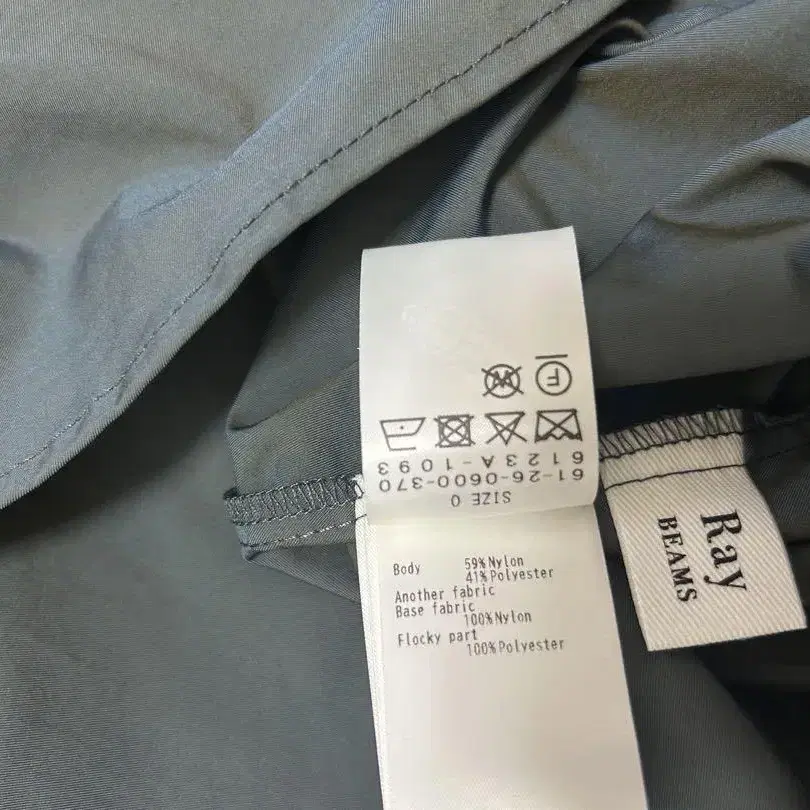 SIZE 0
61-26-0600-370
6123A-1093
F
W
Body 59%Nylon
41%Polyester
Another fabric
Base fabric
100%Nylon
Flocky part
100%Polyester
Ray
BEAMS